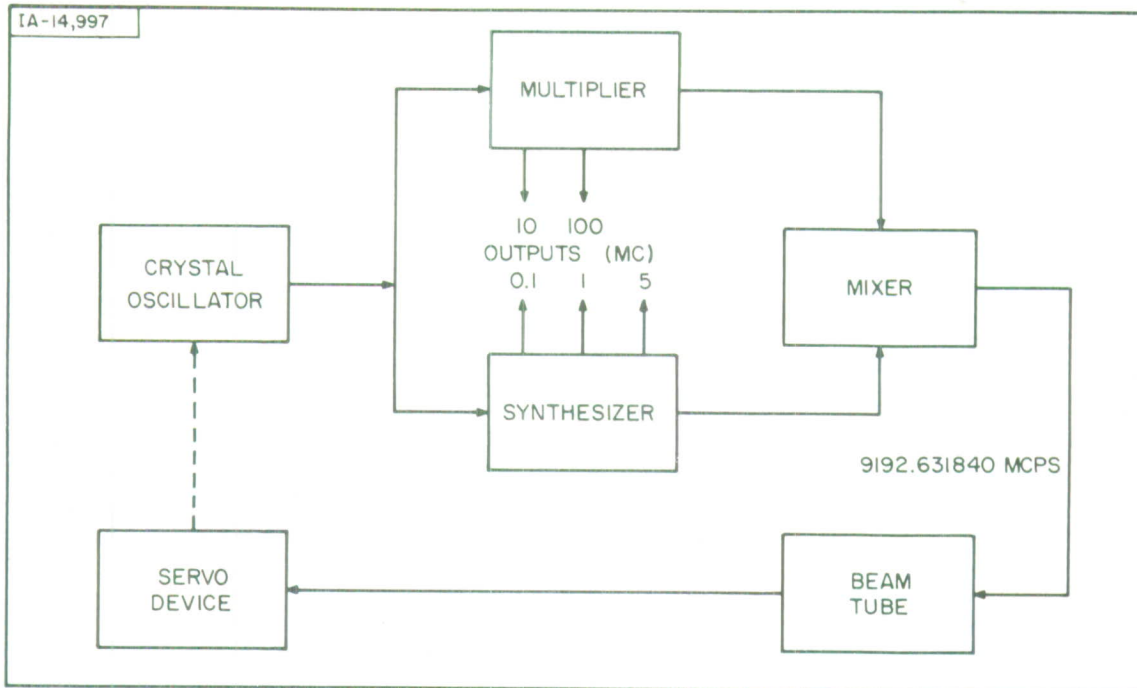 IA-14,997
MULTIPLIER
10 100
OUTPUTS (MC)
0.1 1 5
CRYSTAL
OSCILLATOR
MIXER
SYNTHESIZER
9192.631840 MCPS
SERVO
DEVICE
BEAM
TUBE